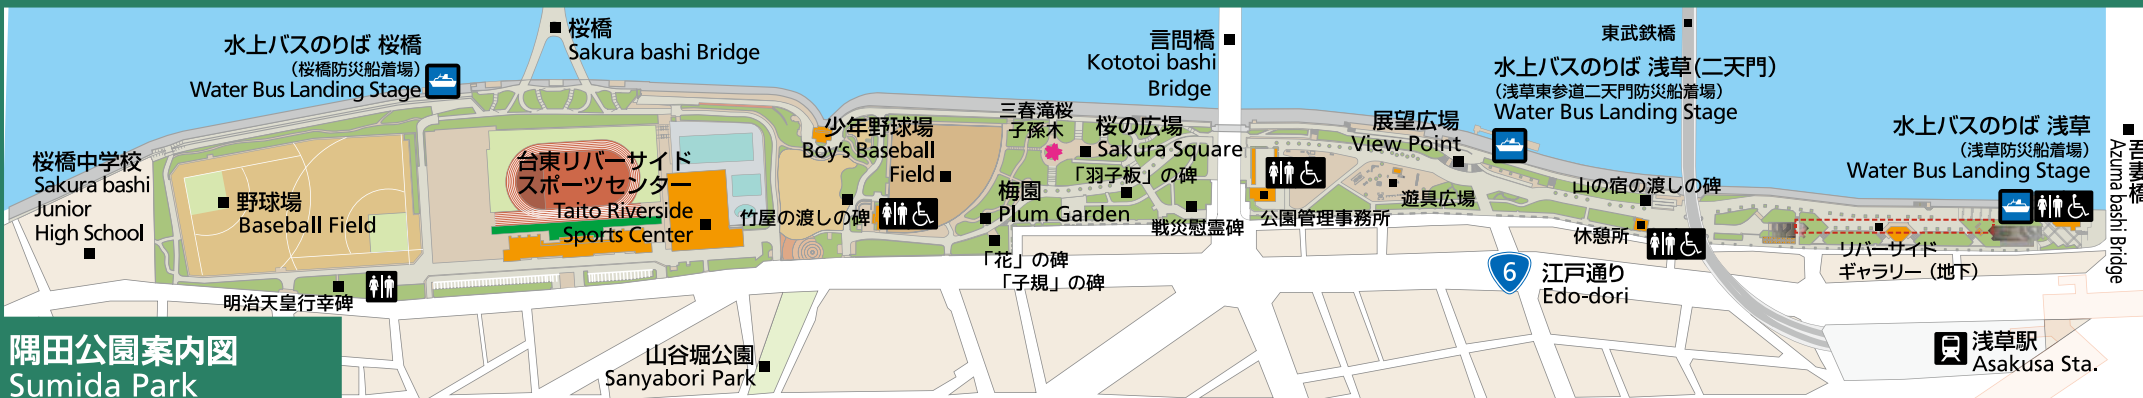 桜橋
Sakura bashi Bridge
水上バスのりば 桜橋
（桜橋防災船着場）
Water Bus Landing Stage
言問橋
Kototoi bashi
Bridge
東武鉄橋
水上バスのりば 浅草(二天門)
（浅草東参道二天門防災船着場）
Water Bus Landing Stage
水上バスのりば 浅草
（浅草防災船着場）
Water Bus Landing Stage
吾妻橋
Azuma bashi Bridge
桜橋中学校
Sakura bashi
Junior
High School
野球場
Baseball Field
台東リバーサイド
スポーツセンター
Taito Riverside
Sports Center
少年野球場
Boy's Baseball
Field
竹屋の渡しの碑
三春滝桜
子孫木
桜の広場
Sakura Square
「羽子板」の碑
梅園
Plum Garden
戦災慰霊碑
「花」の碑
「子規」の碑
展望広場
View Point
遊具広場
公園管理事務所
山の宿の渡しの碑
休憩所
リバーサイド
ギャラリー（地下）
明治天皇行幸碑
6
江戸通り
Edo-dori
山谷堀公園
Sanyabori Park
浅草駅
Asakusa Sta.
隅田公園案内図
Sumida Park